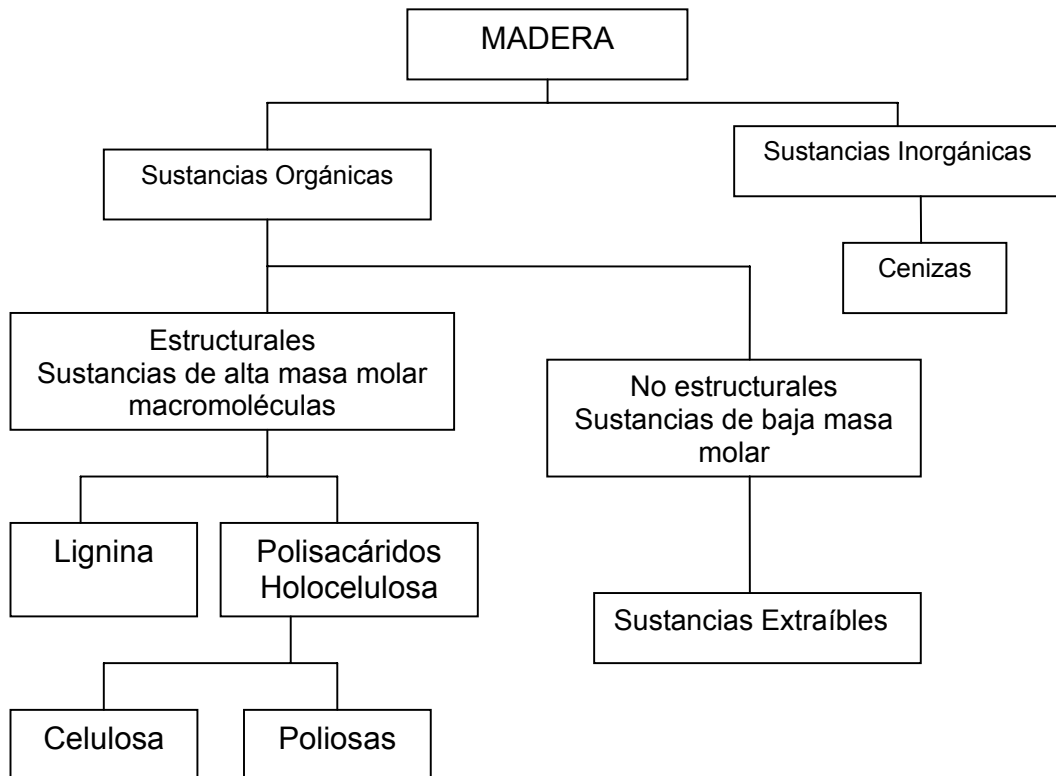 MADERA
Sustancias Orgánicas
Sustancias Inorgánicas
Cenizas
Estructurales
Sustancias de alta masa molar
macromoléculas
No estructurales
Sustancias de baja masa
molar
Lignina
Polisacáridos
Holocelulosa
Sustancias Extraíbles
Celulosa
Poliosas